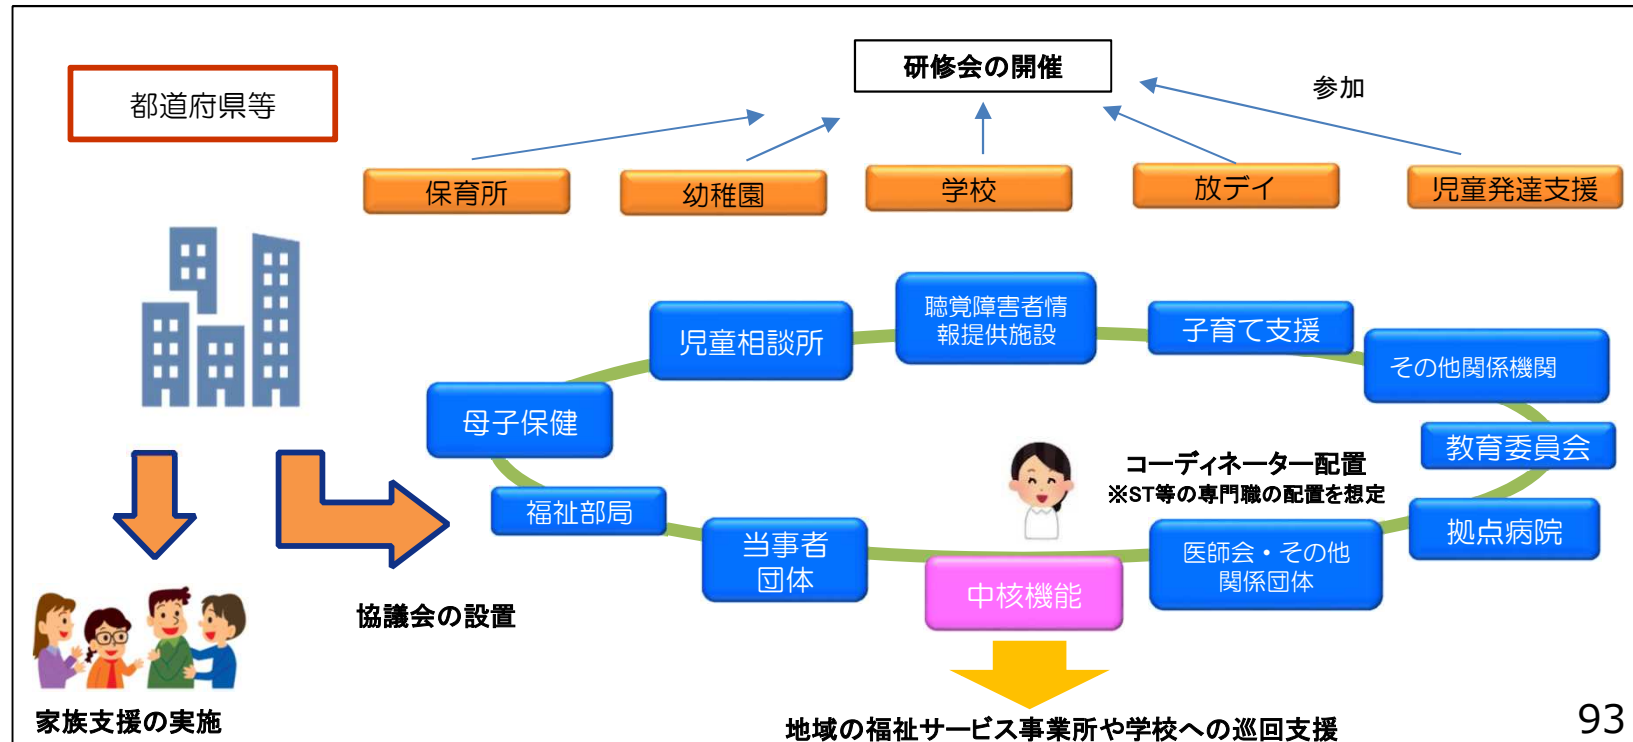 研修会の開催
都道府県等
参加
保育所
幼稚園
学校
放デイ
児童発達支援
聴覚障害者情
報提供施設
児童相談所
子育て支援
その他関係機関
母子保健
教育委員会
コーディネーター配置
※ST等の専門職の配置を想定
福祉部局
拠点病院
当事者
団体
医師会・その他
関係団体
中核機能
協議会の設置
家族支援の実施
地域の福祉サービス事業所や学校への巡回支援
93